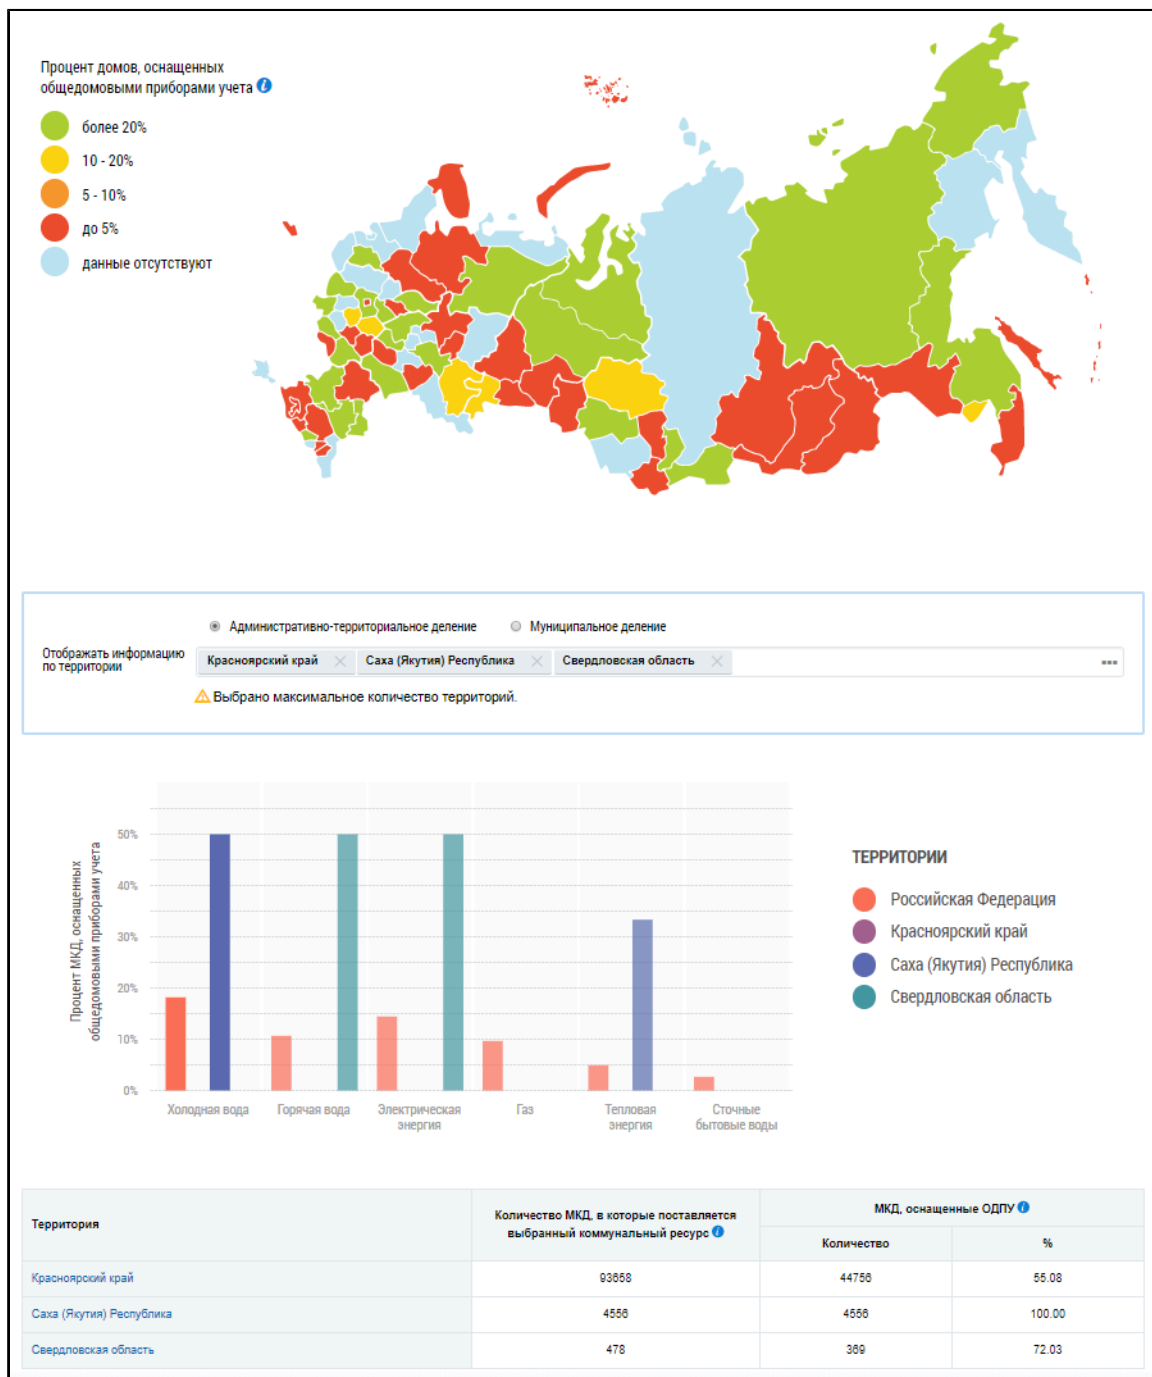 Процент домов, оснащенных
общедомовыми приборами учета
более 20%
10 - 20%
5 - 10%
до 5%
данные отсутствуют
Административно-территориальное деление
Муниципальное деление
Отображать информацию
по территории
Красноярский край
Саха (Якутия) Республика
Свердловская область
Выбрано максимальное количество территорий.
Процент МКД, оснащенных
общедомовыми приборами учета
50%
40%
30%
20%
10%
0%
Холодная вода
Горячая вода
Электрическая
энергия
Газ
Тепловая
энергия
Сточные
бытовые воды
ТЕРРИТОРИИ
Российская Федерация
Красноярский край
Саха (Якутия) Республика
Свердловская область
Территория
Количество МКД, в которые поставляется
выбранный коммунальный ресурс
МКД, оснащенные ОДПУ
Количество
%
Красноярский край
93658
44756
55.08
Саха (Якутия) Республика
4556
4556
100.00
Свердловская область
478
369
72.03